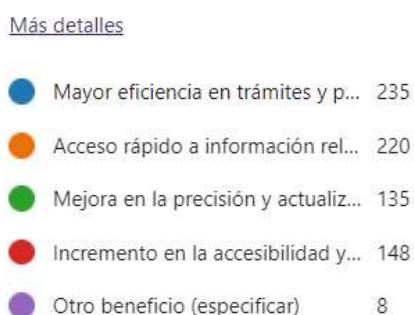 Más detalles
Mayor eficiencia en trámites y p... 235
Acceso rápido a información rel... 220
Mejora en la precisión y actualiz... 135
Incremento en la accesibilidad y... 148
Otro beneficio (especificar) 8